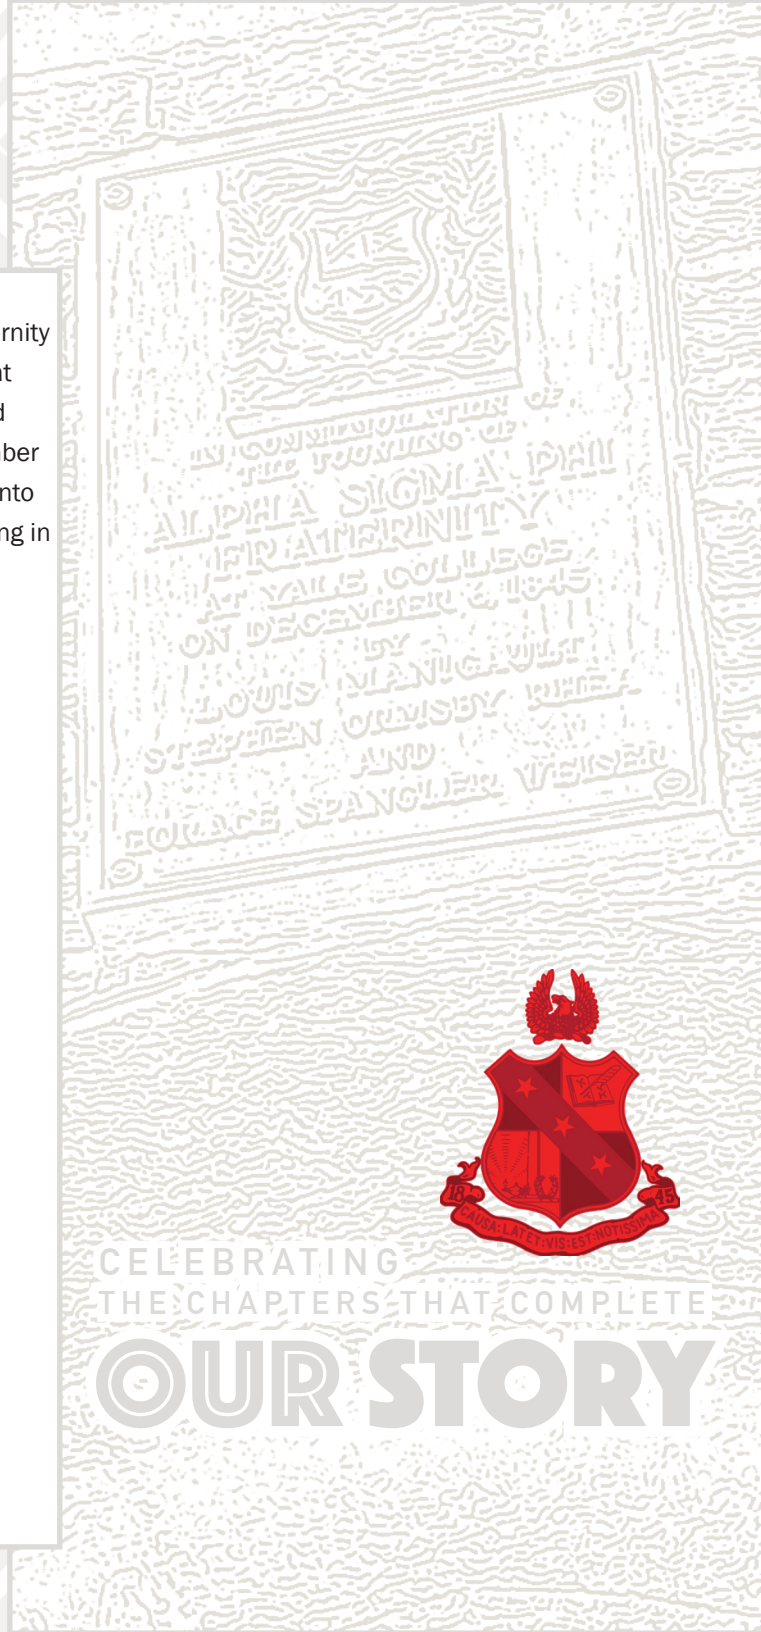 rnity
nt
d
nber
nto
ng in
IN COMMEMORATION OF
THE FOUNDING OF
ALPHA SIGMA PHI
FRATERNITY
AT YALE COLLEGE
ON DECEMBER 6, 1845
BY
LOUIS MANIGAULT
STEPHEN ORMSBY RHEA
AND
HORACE SPANGLER WEISER
18 45
CAUSA:LATET:VIS:EST:NOTISSIMA
CELEBRATING
THE CHAPTERS THAT COMPLETE
OUR STORY